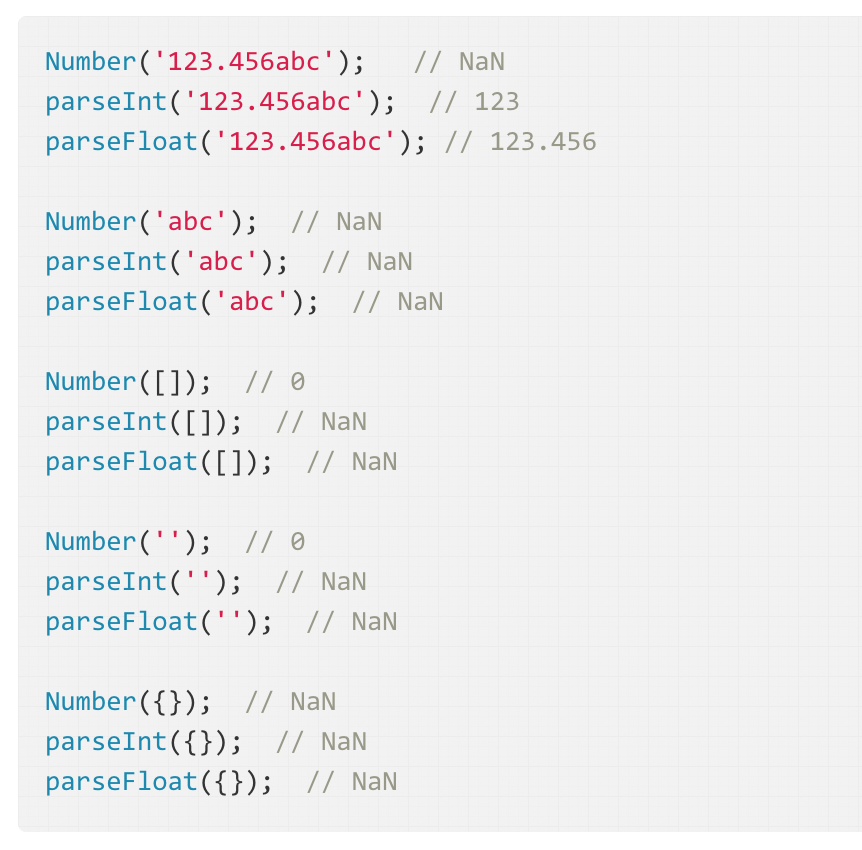 Number('123.456abc');   // NaN
parseInt('123.456abc');  // 123
parseFloat('123.456abc'); // 123.456

Number('abc');  // NaN
parseInt('abc');  // NaN
parseFloat('abc');  // NaN

Number([]);  // 0
parseInt([]);  // NaN
parseFloat([]);  // NaN

Number('');  // 0
parseInt('');  // NaN
parseFloat('');  // NaN

Number({});  // NaN
parseInt({});  // NaN
parseFloat({});  // NaN